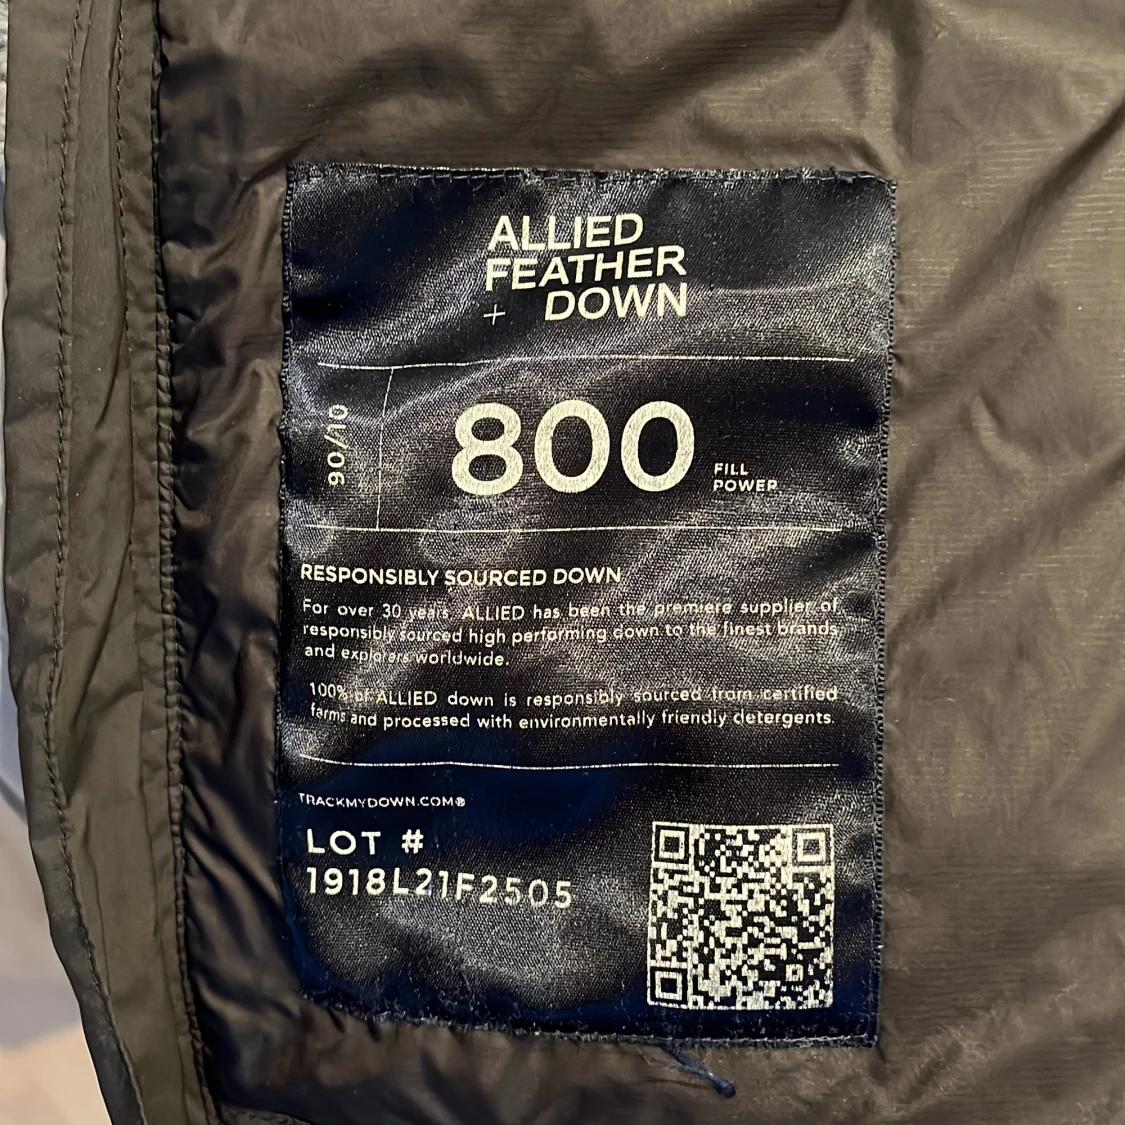 ALLIED
FEATHER
+ DOWN
90/10
800
FILL
POWER
RESPONSIBLY SOURCED DOWN
For over 30 years, ALLIED has been the premiere supplier of
responsibly sourced high performing down to the finest brands
and explorers worldwide.
100% of ALLIED down is responsibly sourced from certified
farms and processed with environmentally friendly detergents.
TRACKMYDOWN.COM®
LOT #
1918L21F2505